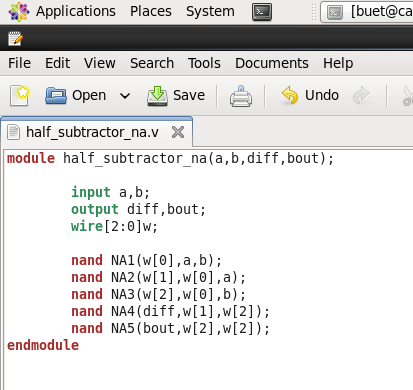 Applications Places System [buet@ca
File Edit View Search Tools Documents Help
Open Save Undo
half_subtractor_na.v
module half_subtractor_na(a,b,diff,bout);
input a,b;
output diff,bout;
wire[2:0]w;
nand NA1(w[0],a,b);
nand NA2(w[1],w[0],a);
nand NA3(w[2],w[0],b);
nand NA4(diff,w[1],w[2]);
nand NA5(bout,w[2],w[2]);
endmodule